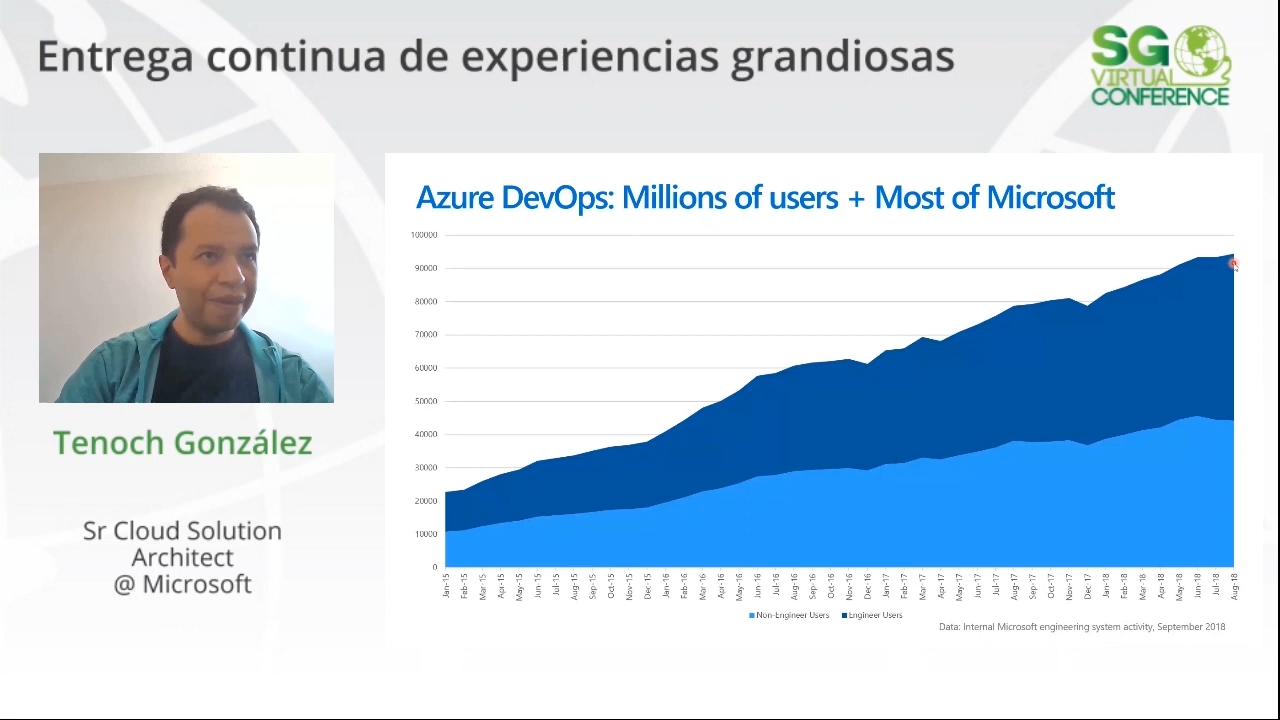 Entrega continua de experiencias grandiosas
SG
VIRTUAL
CONFERENCE
Tenoch González
Sr Cloud Solution
Architect
@ Microsoft
Azure DevOps: Millions of users + Most of Microsoft
100000
90000
80000
70000
60000
50000
40000
30000
20000
10000
0
Jan-15
Feb-15
Mar-15
Apr-15
May-15
Jun-15
Jul-15
Aug-15
Sep-15
Oct-15
Nov-15
Dec-15
Jan-16
Feb-16
Mar-16
Apr-16
May-16
Jun-16
Jul-16
Aug-16
Sep-16
Oct-16
Nov-16
Dec-16
Jan-17
Feb-17
Mar-17
Apr-17
May-17
Jun-17
Jul-17
Aug-17
Sep-17
Oct-17
Nov-17
Dec-17
Jan-18
Feb-18
Mar-18
Apr-18
May-18
Jun-18
Jul-18
Aug-18
Non-Engineer Users
Engineer Users
Data: Internal Microsoft engineering system activity, September 2018